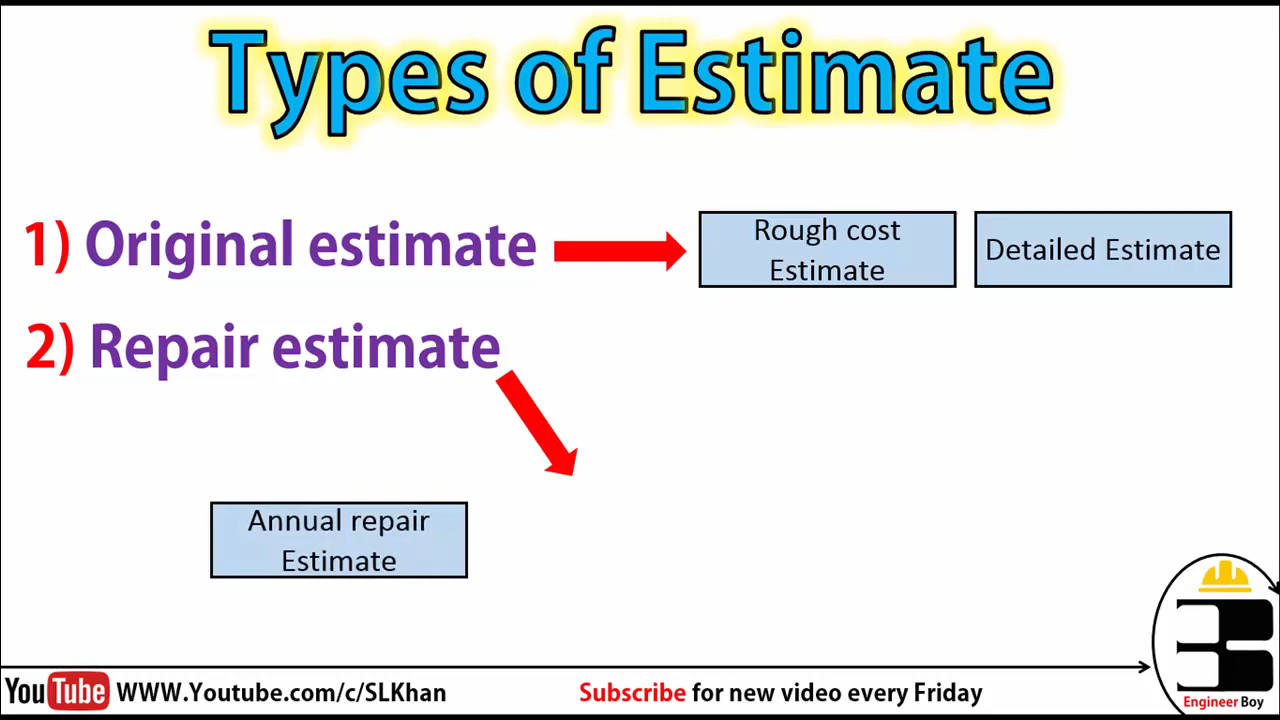 Types of Estimate
1) Original estimate
Rough cost
Estimate
Detailed Estimate
2) Repair estimate
Annual repair
Estimate
YouTube WWW.Youtube.com/c/SLKhan
Subscribe for new video every Friday
Engineer Boy